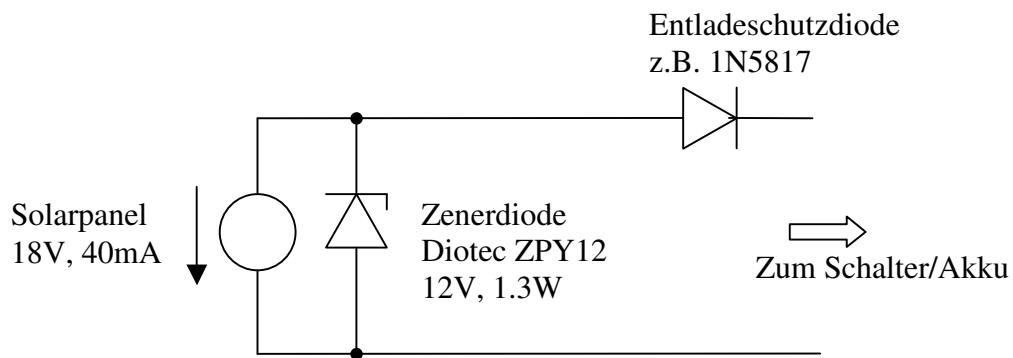 Entladeschutzdiode
z.B. 1N5817
Solarpanel
18V, 40mA
Zenerdiode
Diotec ZPY12
12V, 1.3W
Zum Schalter/Akku